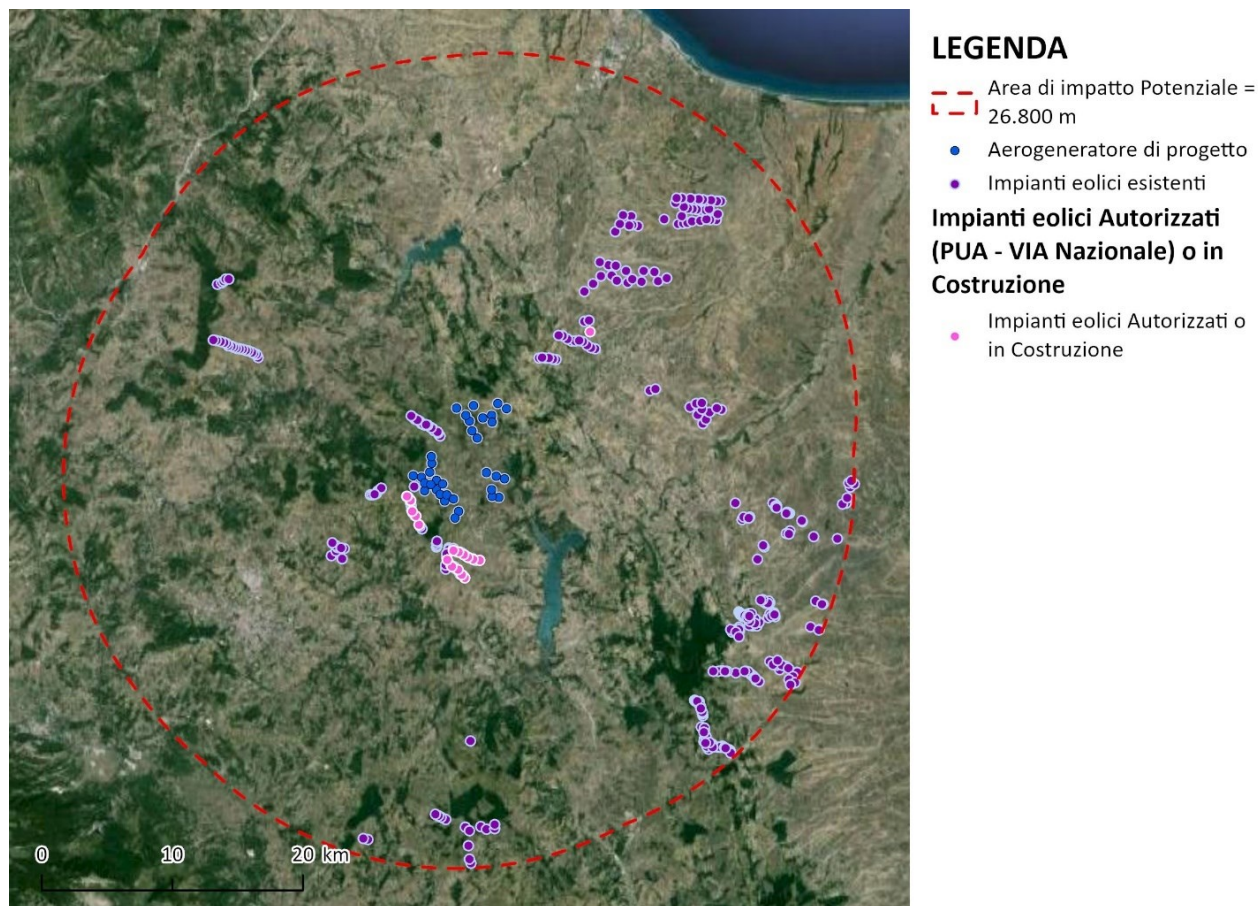 LEGENDA
Area di impatto Potenziale =
26.800 m
Aerogeneratore di progetto
Impianti eolici esistenti
Impianti eolici Autorizzati
(PUA - VIA Nazionale) o in
Costruzione
Impianti eolici Autorizzati o
in Costruzione
0 10 20 km